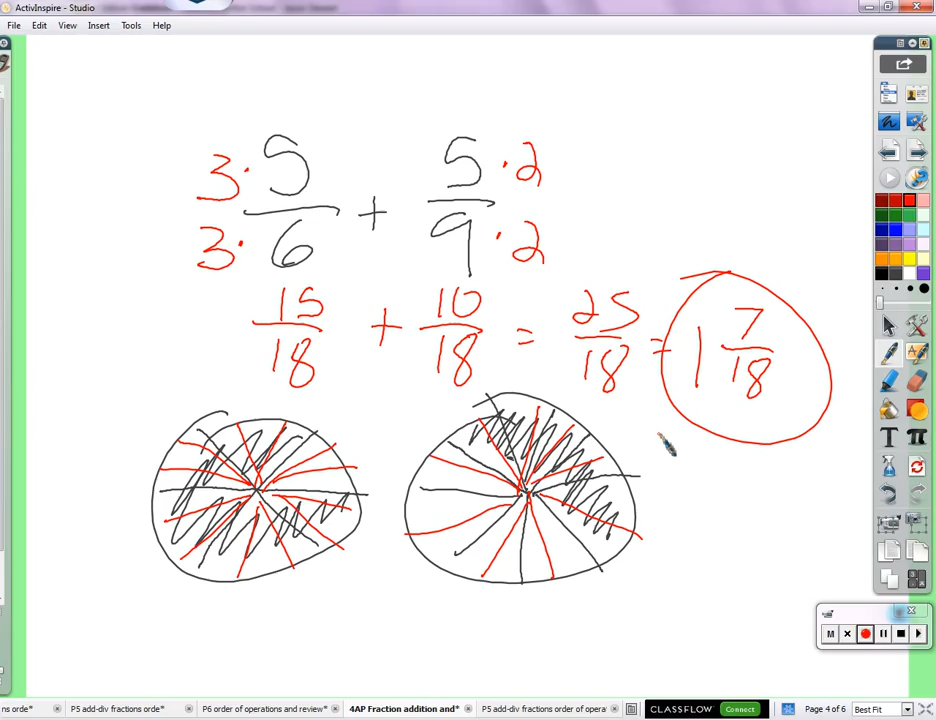 ActivInspire - Studio
File Edit View Insert Tools Help
3 · 5 + 5 · 2
3 · 6 9 · 2
15 + 10 = 25 = 1 7
18 18 18 18
M
ns orde* P5 add-div fractions orde* P6 order of operations and review* 4AP Fraction addition and* P5 add-div fractions order of operat CLASSFLOW Connect Page 4 of 6 Best Fit